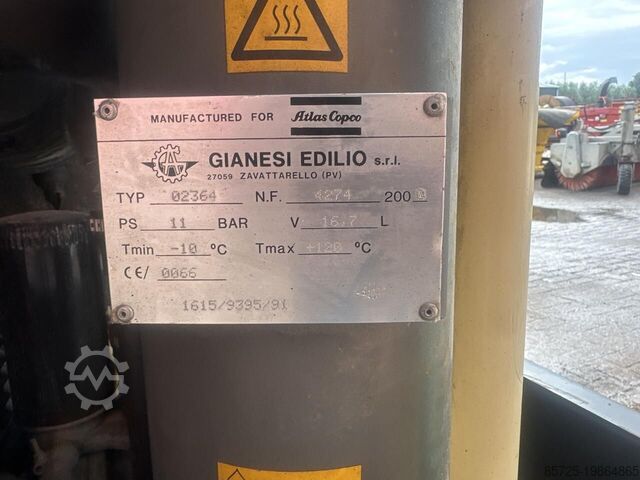 MANUFACTURED FOR Atlas Copco
GIANESI EDILIO s.r.l.
27059 ZAVATTARELLO (PV)
TYP 02364 N.F. 4274 200
PS 11 BAR V 16,7 L
Tmin -10 °C Tmax +120 °C
CE/ 0066
1615/9395/91
85725-19864865